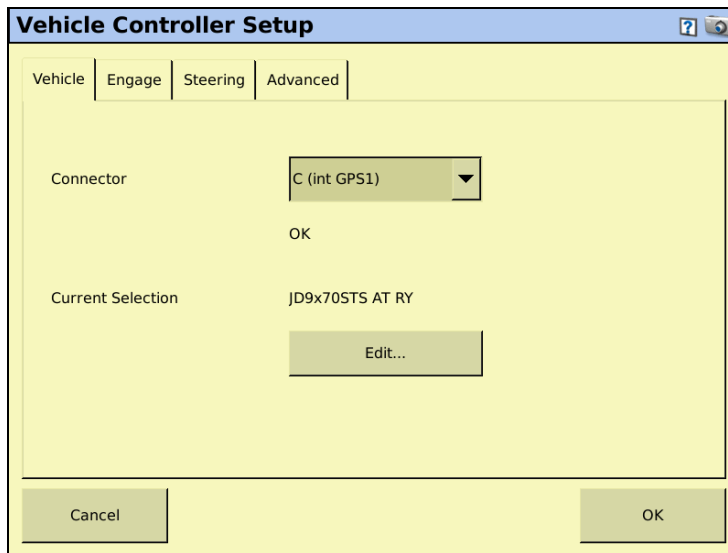 Vehicle Controller Setup ?
Vehicle Engage Steering Advanced
Connector C (int GPS1)
OK
Current Selection JD9x70STS AT RY
Edit...
Cancel OK